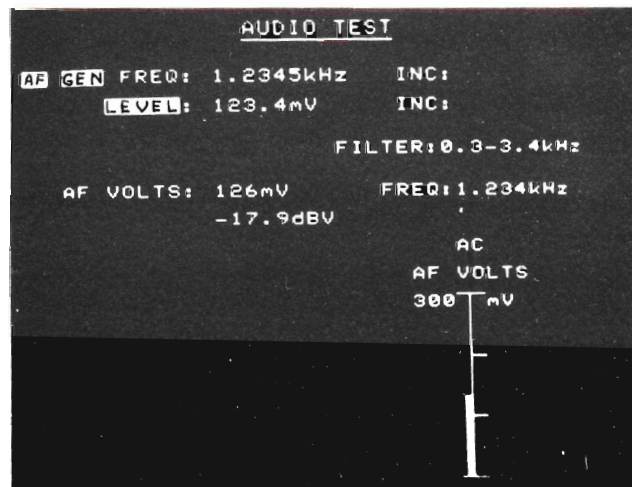 AUDIO TEST
AF GEN FREQ: 1.2345kHz INC:
LEVEL: 123.4mV INC:
FILTER:0.3-3.4kHz
AF VOLTS: 126mV FREQ:1.234kHz
-17.9dBV
AC
AF VOLTS
300 mV